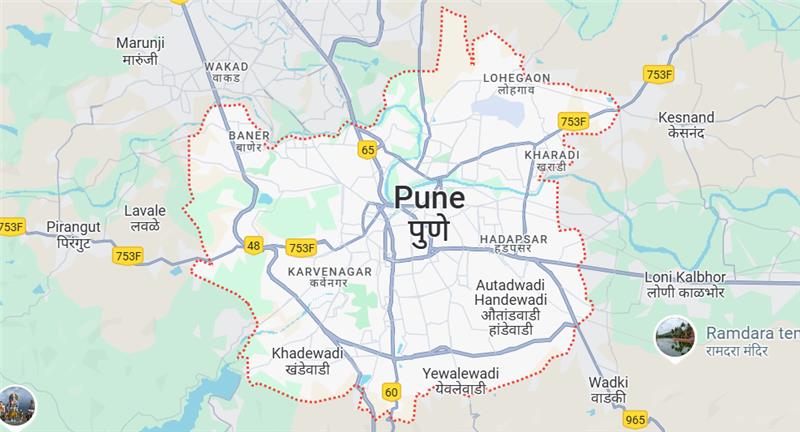 Marunji
मारुंजी
WAKAD
वाकड
LOHEGAON
लोहगाव
753F
Kesnand
केसनंद
753F
BANER
बाणेर
65
KHARADI
खराडी
Pune
पुणे
Lavale
लवळे
Pirangut
पिरंगुट
753F
753F
48
753F
HADAPSAR
हडपसर
KARVENAGAR
कर्वेनगर
Loni Kalbhor
लोणी काळभोर
Autadwadi
Handewadi
औतांडवाडी
हांडेवाडी
Ramdara ten
रामदरा मंदिर
Khadewadi
खंडेवाडी
Yewalewadi
येवलेवाडी
Wadki
वाडकी
60
965